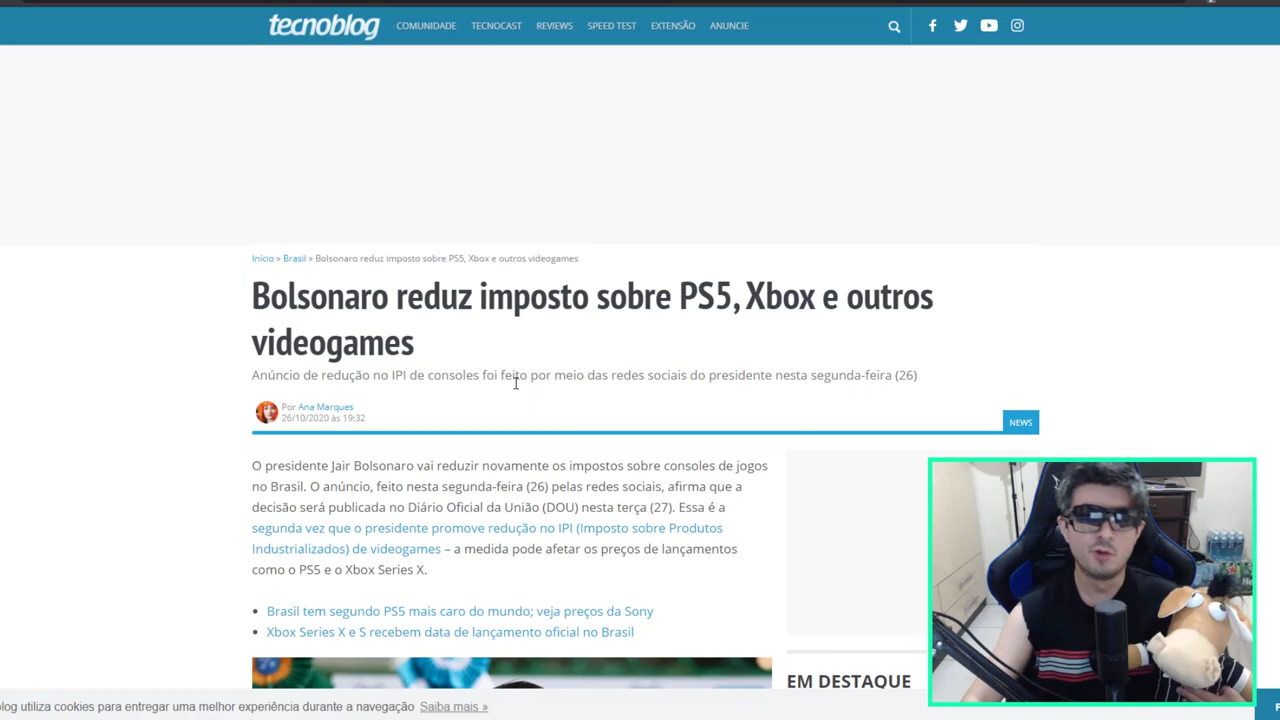 tecnoblog
COMUNIDADE TECNOCAST REVIEWS SPEED TEST EXTENSÃO ANUNCIE
Início » Brasil » Bolsonaro reduz imposto sobre PS5, Xbox e outros videogames
Bolsonaro reduz imposto sobre PS5, Xbox e outros
videogames
Anúncio de redução no IPI de consoles foi feito por meio das redes sociais do presidente nesta segunda-feira (26)
Por Ana Marques
26/10/2020 às 19:32
NEWS
O presidente Jair Bolsonaro vai reduzir novamente os impostos sobre consoles de jogos
no Brasil. O anúncio, feito nesta segunda-feira (26) pelas redes sociais, afirma que a
decisão será publicada no Diário Oficial da União (DOU) nesta terça (27). Essa é a
segunda vez que o presidente promove redução no IPI (Imposto sobre Produtos
Industrializados) de videogames – a medida pode afetar os preços de lançamentos
como o PS5 e o Xbox Series X.
• Brasil tem segundo PS5 mais caro do mundo; veja preços da Sony
• Xbox Series X e S recebem data de lançamento oficial no Brasil
EM DESTAQUE
blog utiliza cookies para entregar uma melhor experiência durante a navegação Saiba mais »